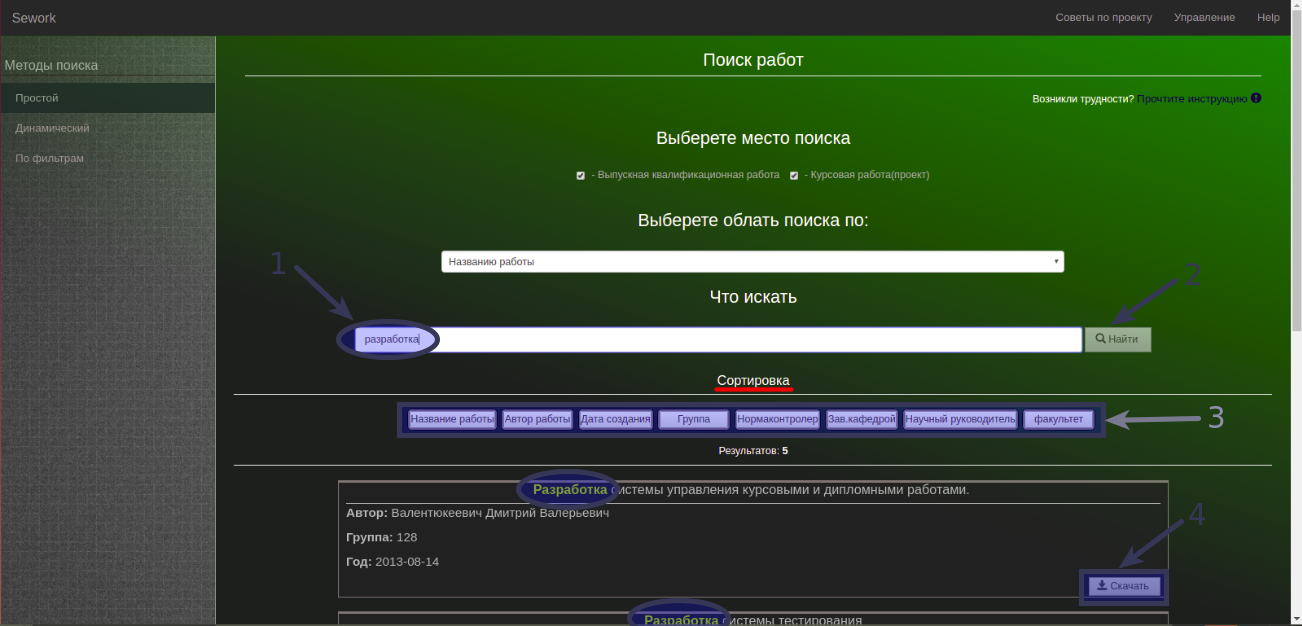 Sework Советы по проекту Управление Help
Методы поиска
Простой
Динамический
По фильтрам
Поиск работ
Возникли трудности? Прочтите инструкцию
Выберете место поиска
- Выпускная квалификационная работа - Курсовая работа(проект)
Выберете облать поиска по:
1
Названию работы
2
Что искать
разработка Найти
Сортировка
Название работы Автор работы Дата создания Группа Нормаконтролер Зав.кафедрой Научный руководитель факультет 3
Результатов: 5
Разработка системы управления курсовыми и дипломными работами.
Автор: Валентюкеевич Дмитрий Валерьевич
4
Группа: 128
Год: 2013-08-14
Скачать
Разработка системы тестирования